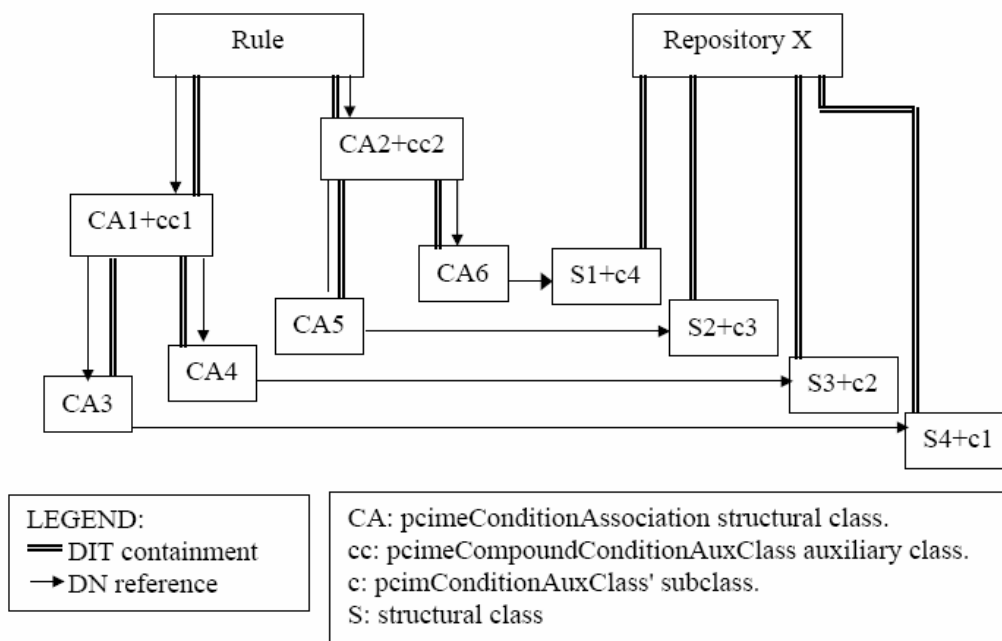 Rule
Repository X
CA2+cc2
CA1+cc1
CA6
S1+c4
CA5
S2+c3
CA4
S3+c2
CA3
S4+c1
LEGEND:
DIT containment
DN reference
CA: pcimeConditionAssociation structural class.
cc: pcimeCompoundConditionAuxClass auxiliary class.
c: pcimConditionAuxClass' subclass.
S: structural class